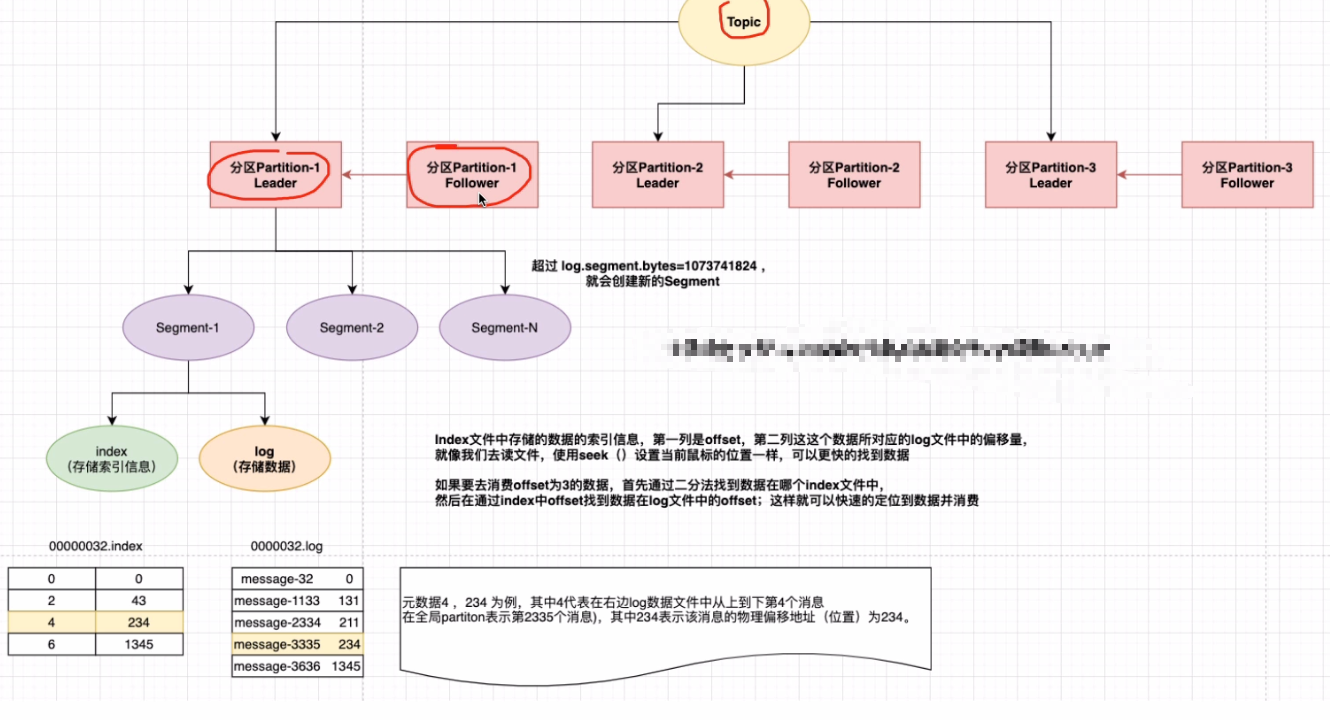 Topic
分区Partition-1
Leader
分区Partition-1
Follower
分区Partition-2
Leader
分区Partition-2
Follower
分区Partition-3
Leader
分区Partition-3
Follower
超过 log.segment.bytes=1073741824 ，
就会创建新的Segment
Segment-1
Segment-2
Segment-N
index
（存储索引信息）
log
（存储数据）
Index文件中存储的数据的索引信息，第一列是offset，第二列这这个数据所对应的log文件中的偏移量，
就像我们去读文件，使用seek（）设置当前鼠标的位置一样，可以更快的找到数据
如果要去消费offset为3的数据，首先通过二分法找到数据在哪个index文件中，
然后在通过index中offset找到数据在log文件中的offset；这样就可以快速的定位到数据并消费
00000032.index
0 0
2 43
4 234
6 1345
0000032.log
message-32 0
message-1133 131
message-2334 211
message-3335 234
message-3636 1345
元数据4 ，234 为例，其中4代表在右边log数据文件中从上到下第4个消息
在全局partiton表示第2335个消息)，其中234表示该消息的物理偏移地址（位置）为234。